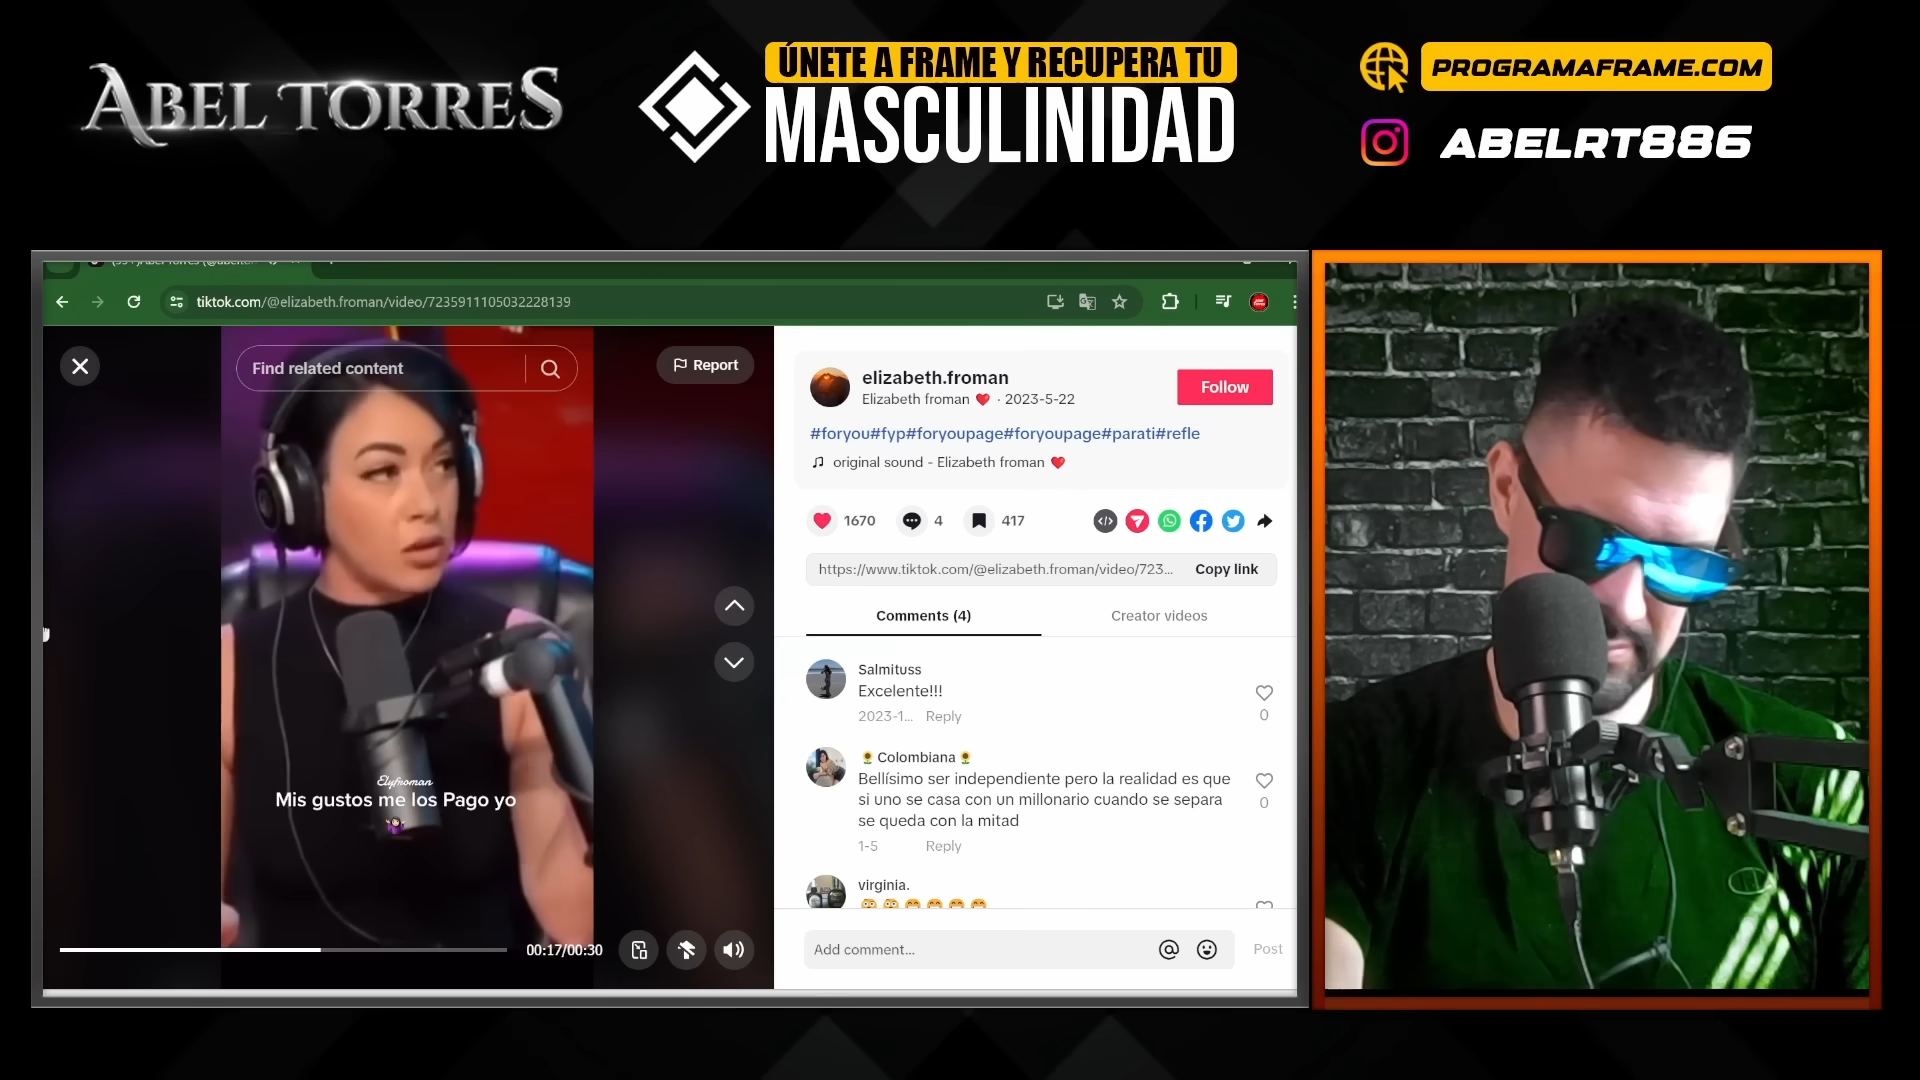 ABEL TORRES
ÚNETE A FRAME Y RECUPERA TU
MASCULINIDAD
PROGRAMAFRAME.COM
ABELRT886
tiktok.com/@elizabeth.froman/video/7235911105032228139
Find related content
Report
elizabeth.froman
Elizabeth froman ❤️ · 2023-5-22
Follow
#foryou#fyp#foryoupage#foryoupage#parati#refle
original sound - Elizabeth froman ❤️
1670
4
417
https://www.tiktok.com/@elizabeth.froman/video/723...
Copy link
Comments (4)
Creator videos
Salmituss
Excelente!!!
2023-1... Reply
0
🌻Colombiana🌻
Bellísimo ser independiente pero la realidad es que
si uno se casa con un millonario cuando se separa
se queda con la mitad
1-5 Reply
0
virginia.
Add comment...
Post
Elyfroman
Mis gustos me los Pago yo
00:17/00:30